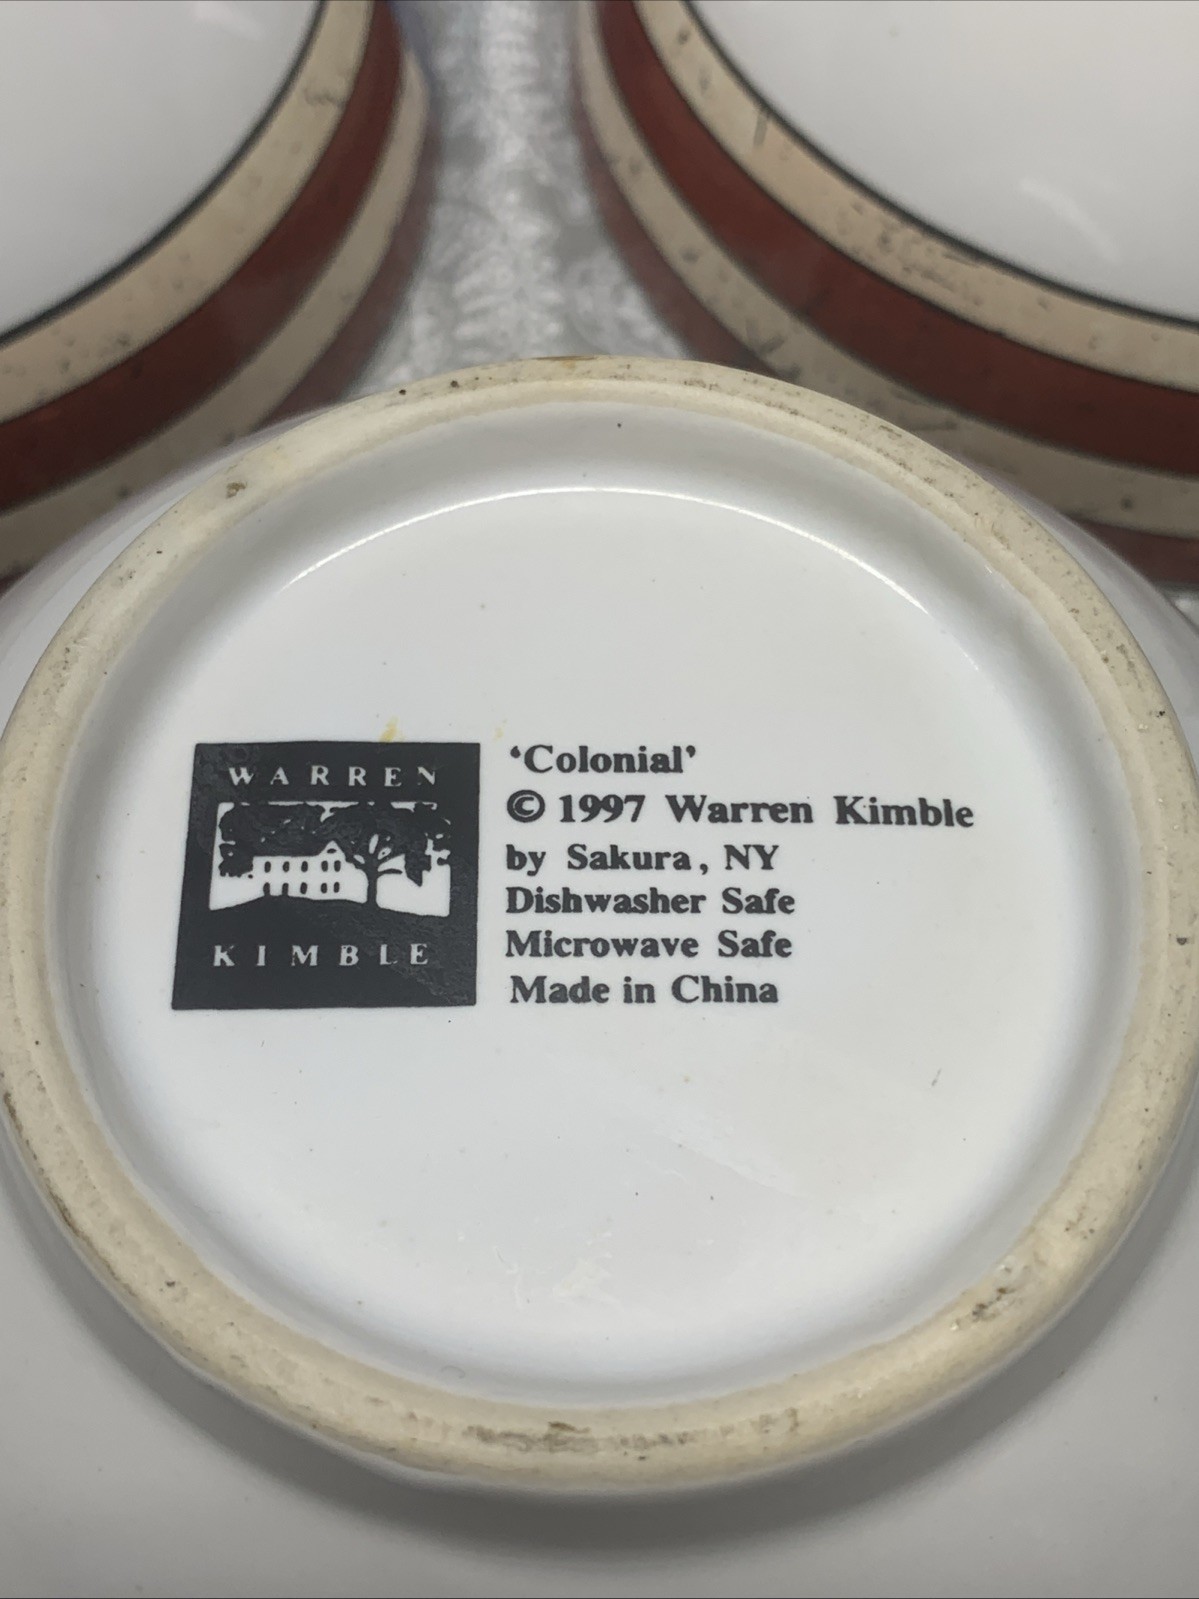 WARREN
KIMBLE
‘Colonial’
© 1997 Warren Kimble
by Sakura, NY
Dishwasher Safe
Microwave Safe
Made in China